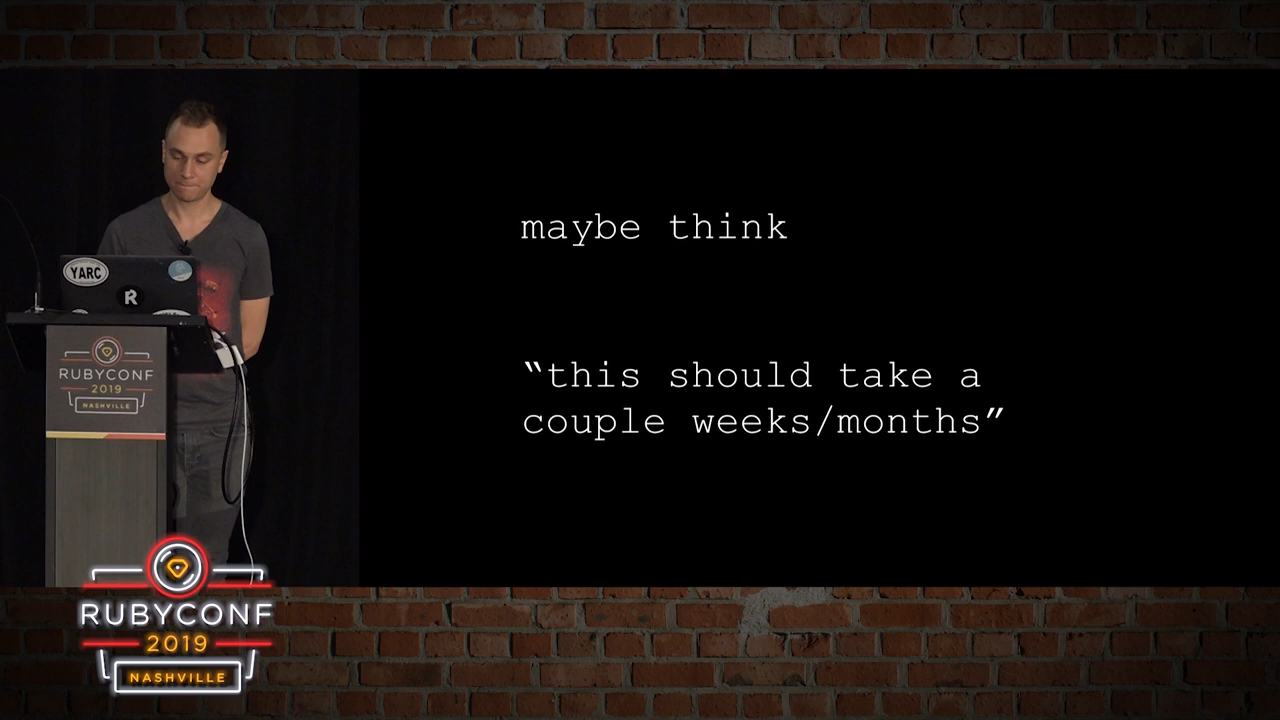 maybe think
“this should take a
couple weeks/months”
YARC
R
RUBYCONF
2019
NASHVILLE
RUBYCONF
2019
NASHVILLE